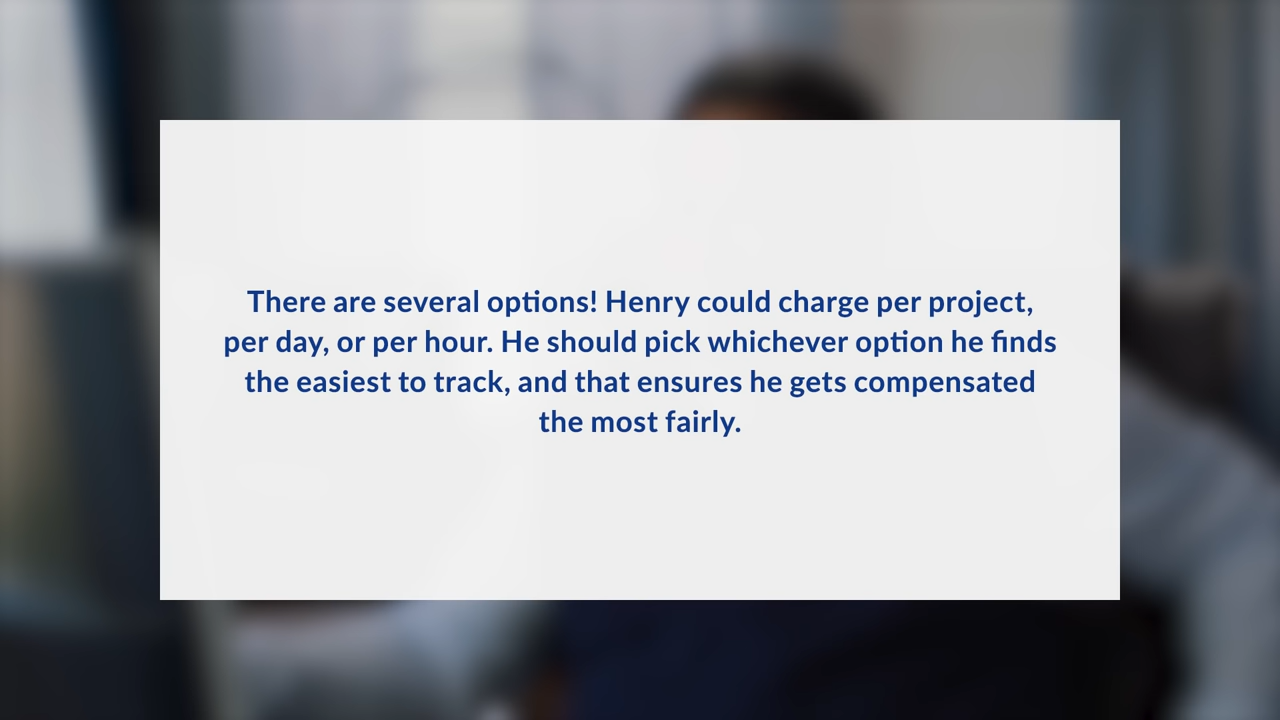 There are several options! Henry could charge per project,
per day, or per hour. He should pick whichever option he finds
the easiest to track, and that ensures he gets compensated
the most fairly.